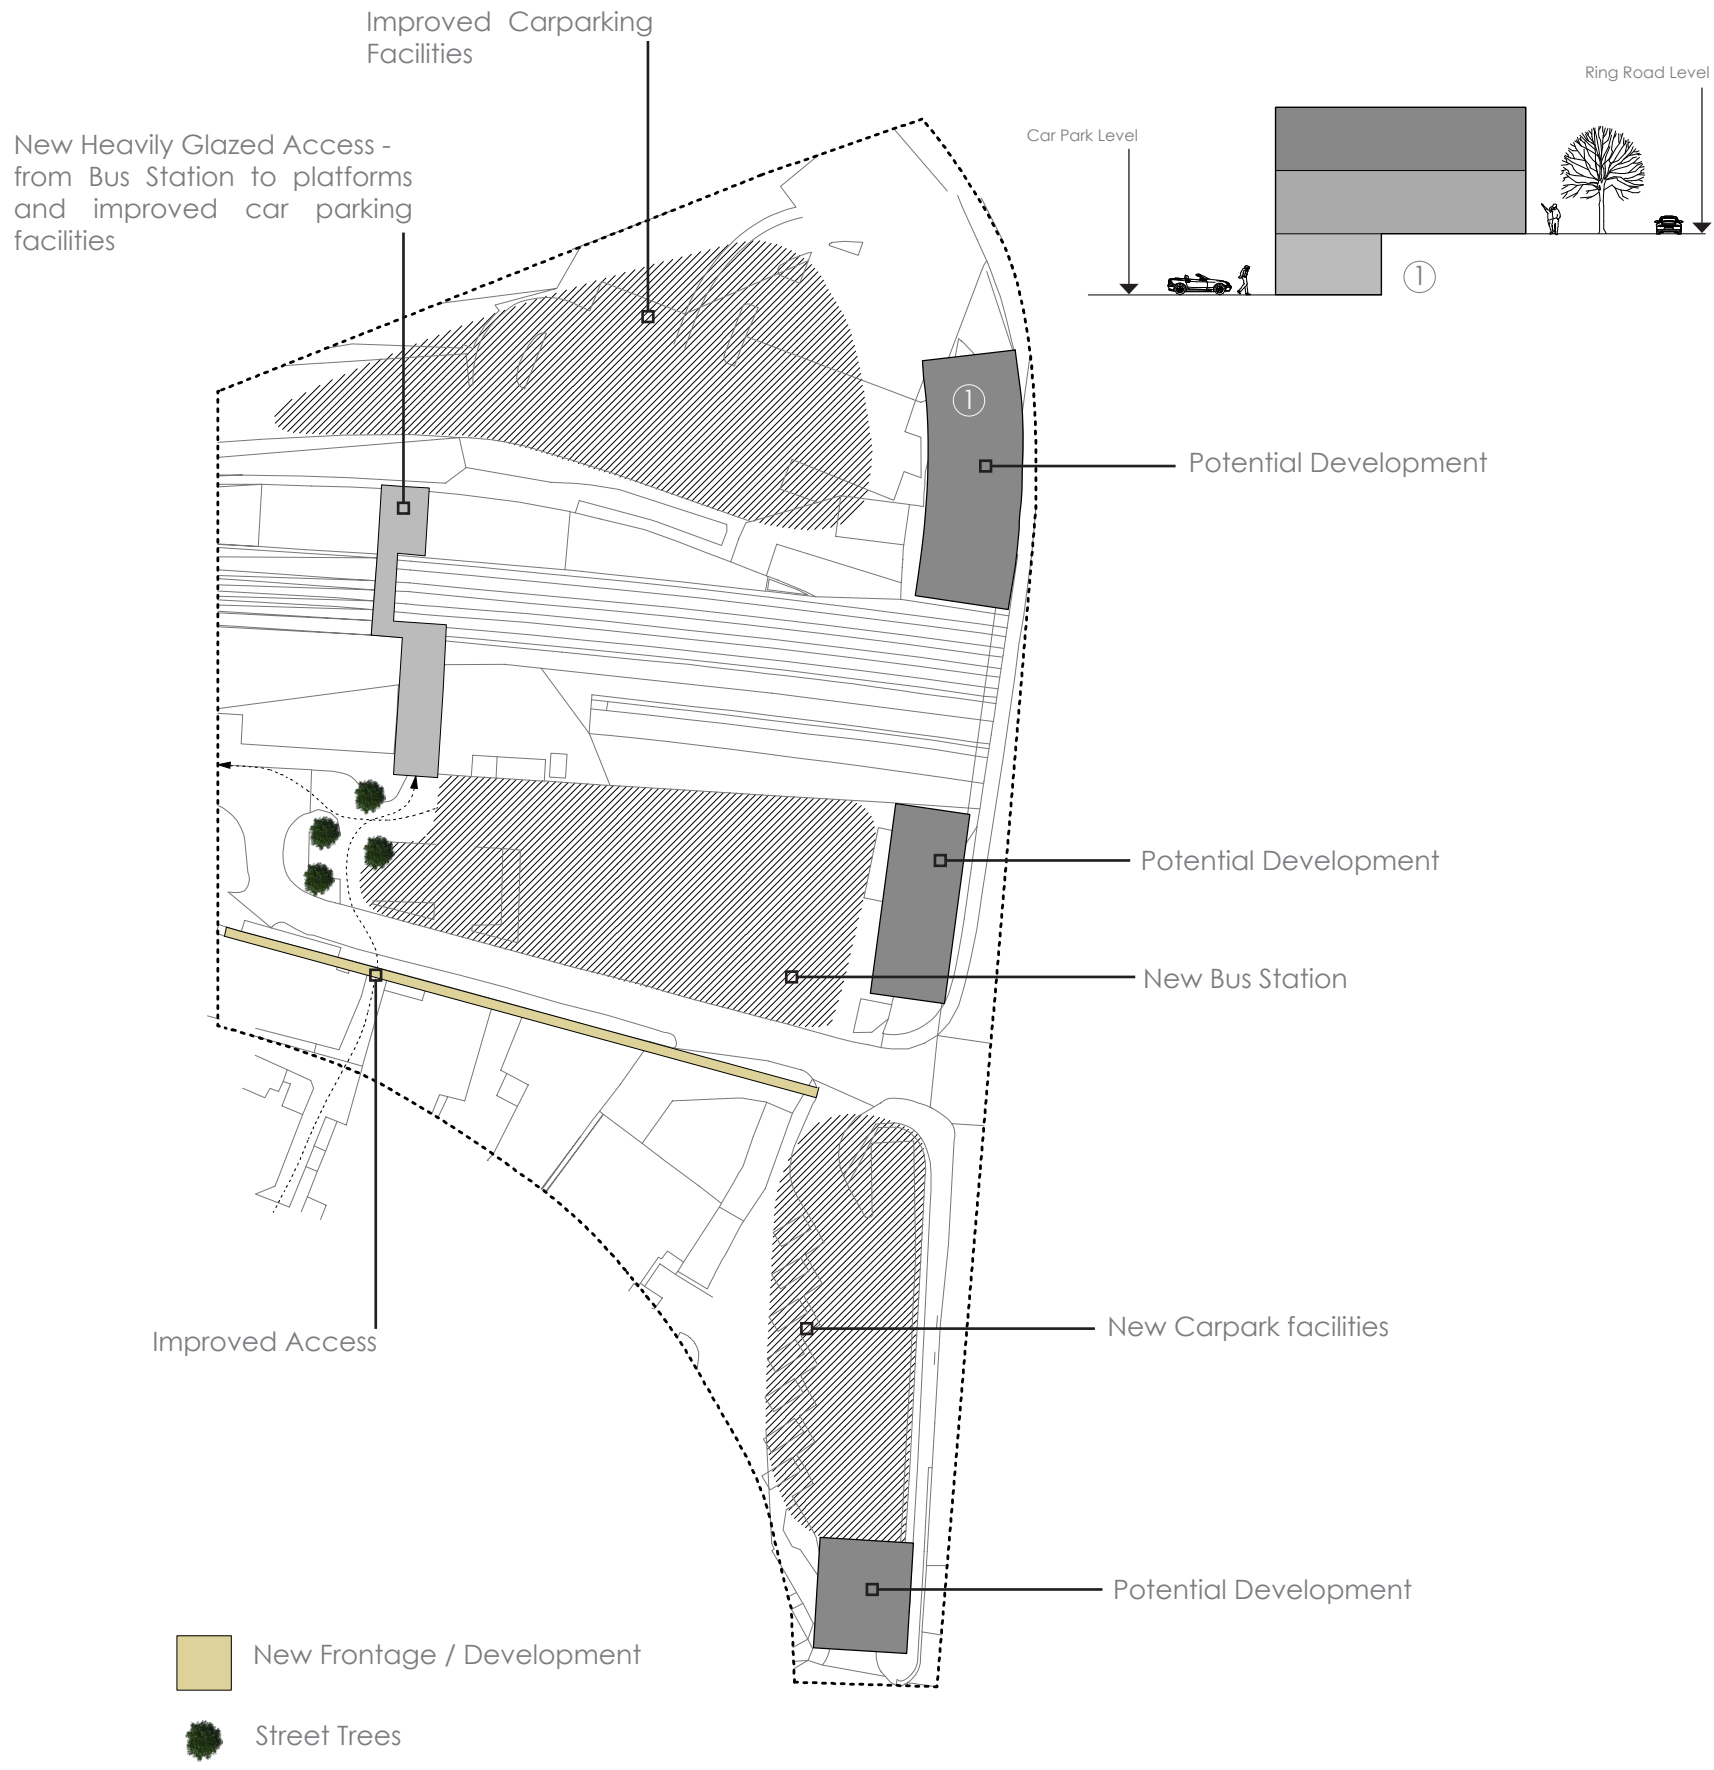 Improved Carparking
Facilities
Ring Road Level
Car Park Level
New Heavily Glazed Access -
from Bus Station to platforms
and improved car parking
facilities
1
1
Potential Development
Potential Development
New Bus Station
New Carpark facilities
Improved Access
Potential Development
New Frontage / Development
Street Trees